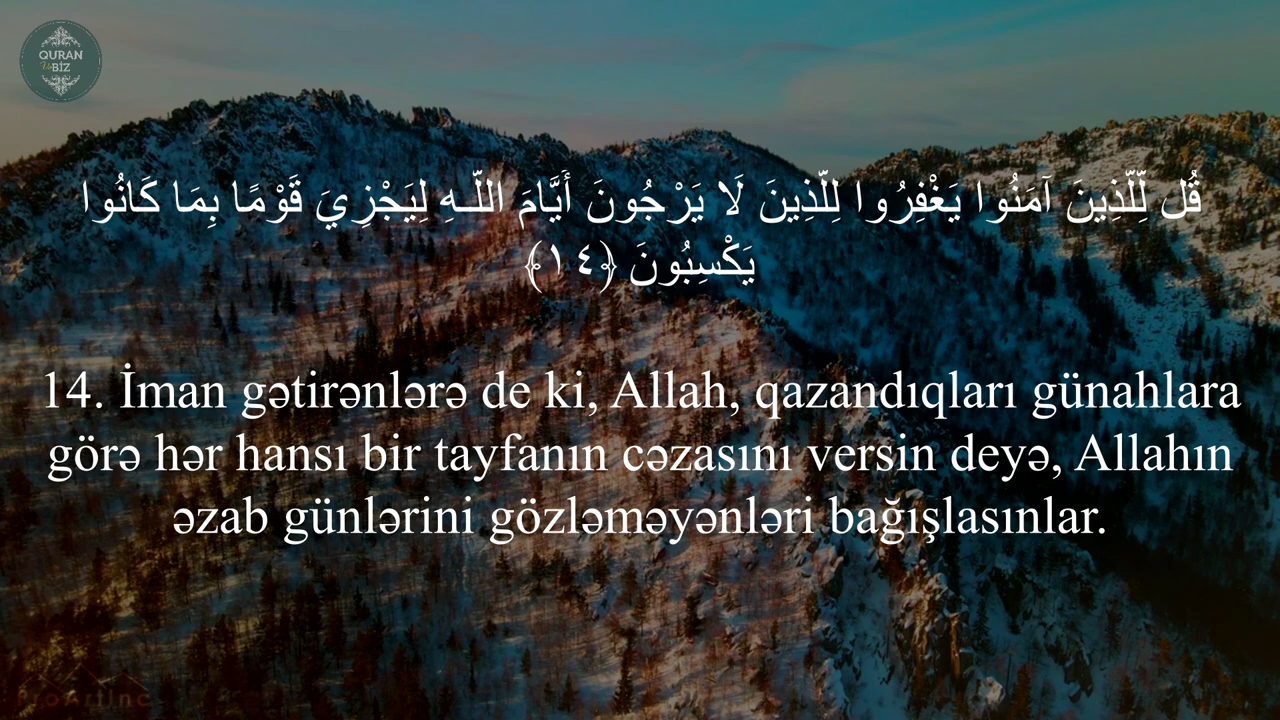 QURAN
Və
BİZ
قُل لِّلَّذِينَ آمَنُوا يَغْفِرُوا لِلَّذِينَ لَا يَرْجُونَ أَيَّامَ اللَّـهِ لِيَجْزِيَ قَوْمًا بِمَا كَانُوا
يَكْسِبُونَ ﴿١٤﴾
14. İman gətirənlərə de ki, Allah, qazandıqları günahlara
görə hər hansı bir tayfanın cəzasını versin deyə, Allahın
əzab günlərini gözləməyənləri bağışlasınlar.
ProArtInc